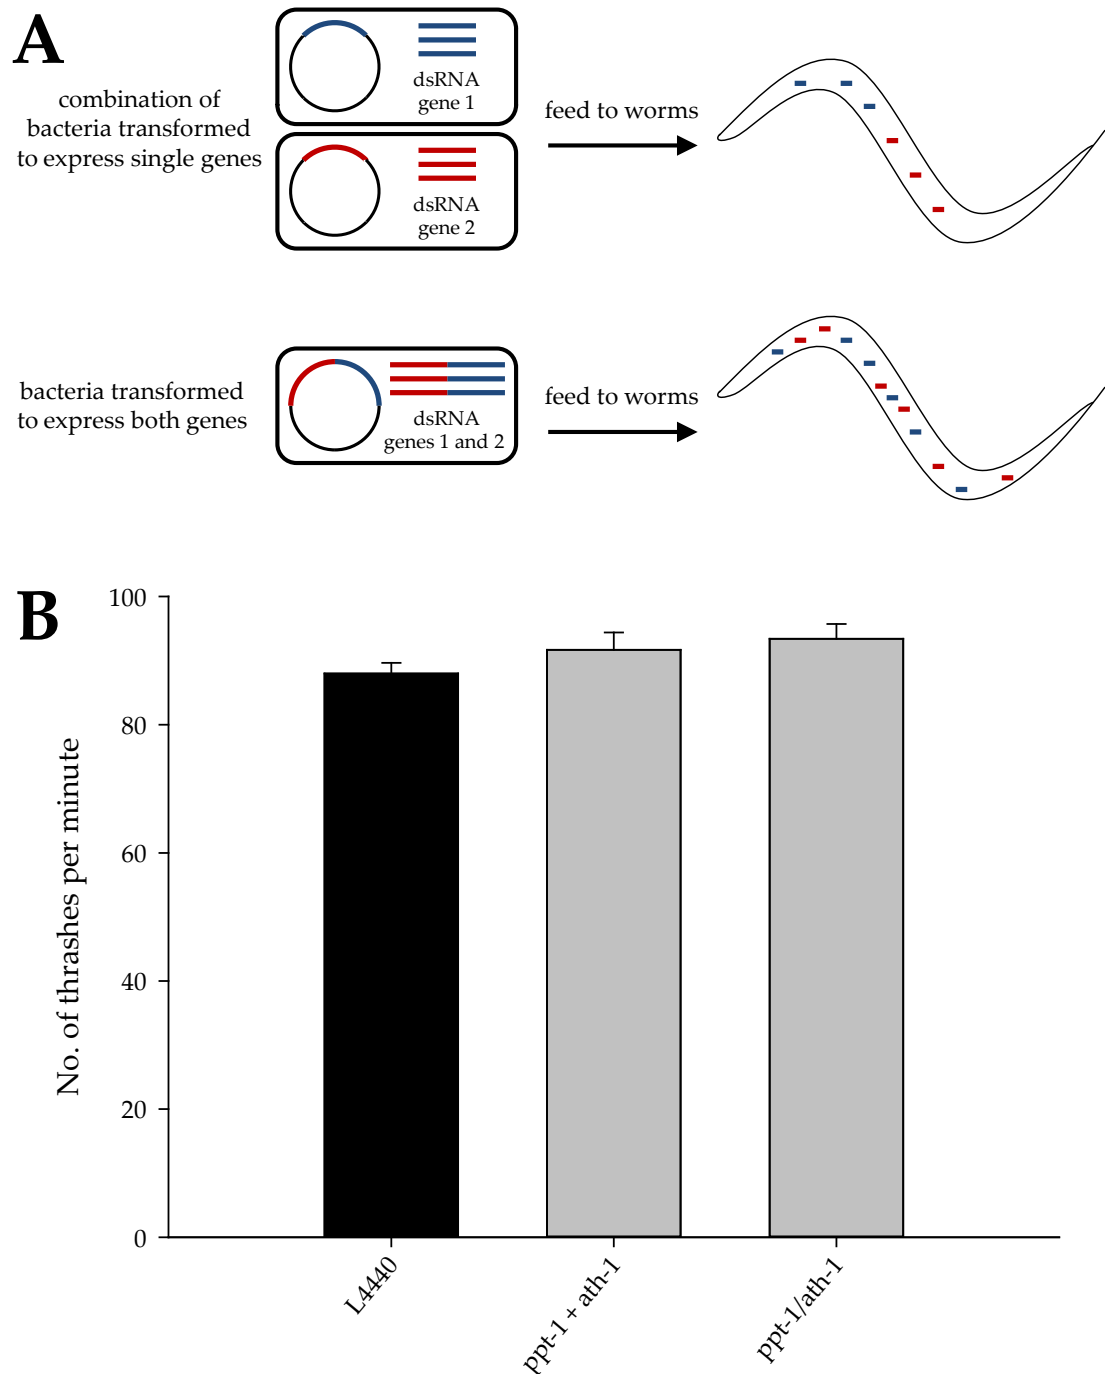 A
combination of
bacteria transformed
to express single genes
dsRNA
gene 1
dsRNA
gene 2
feed to worms
bacteria transformed
to express both genes
dsRNA
genes 1 and 2
feed to worms
B
No. of thrashes per minute
100
80
60
40
20
0
L4440
ppt-1 + ath-1
ppt-1/ath-1